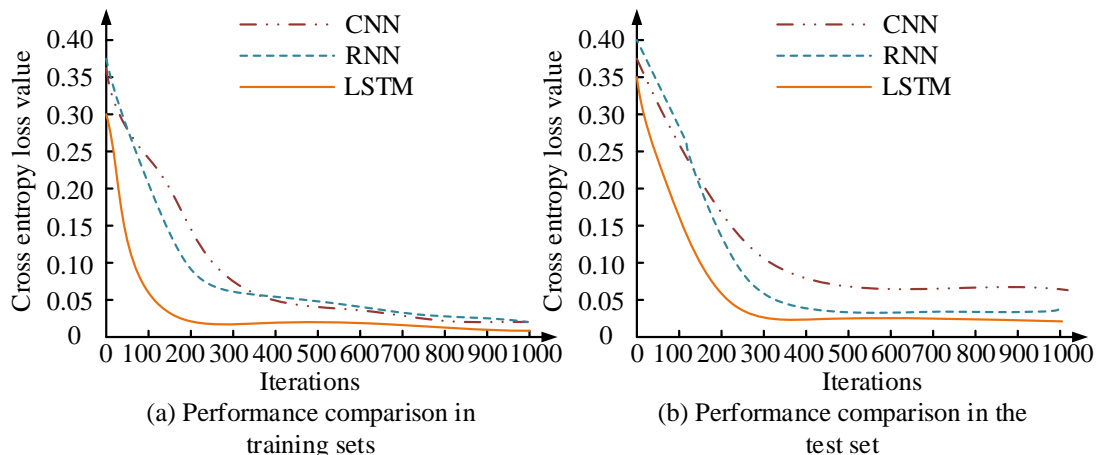 CNN
RNN
LSTM
Cross entropy loss value
0.40
0.35
0.30
0.25
0.20
0.15
0.10
0.05
0
0 100 200 300 400 500 600 700 800 900 1000
Iterations
(a) Performance comparison in
training sets
CNN
RNN
LSTM
Cross entropy loss value
0.40
0.35
0.30
0.25
0.20
0.15
0.10
0.05
0
0 100 200 300 400 500 600 700 800 900 1000
Iterations
(b) Performance comparison in the
test set